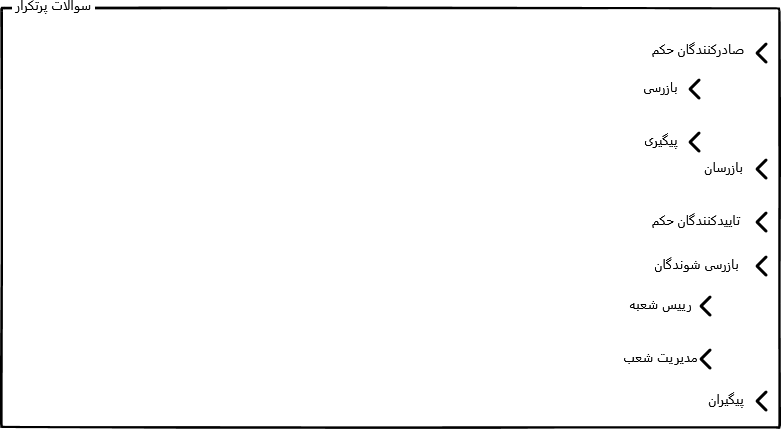 سوالات پرتکرار
صادرکنندگان حکم
بازرسی
پیگیری
بازرسان
تاییدکنندگان حکم
بازرسی شوندگان
رییس شعبه
مدیریت شعب
پیگیران